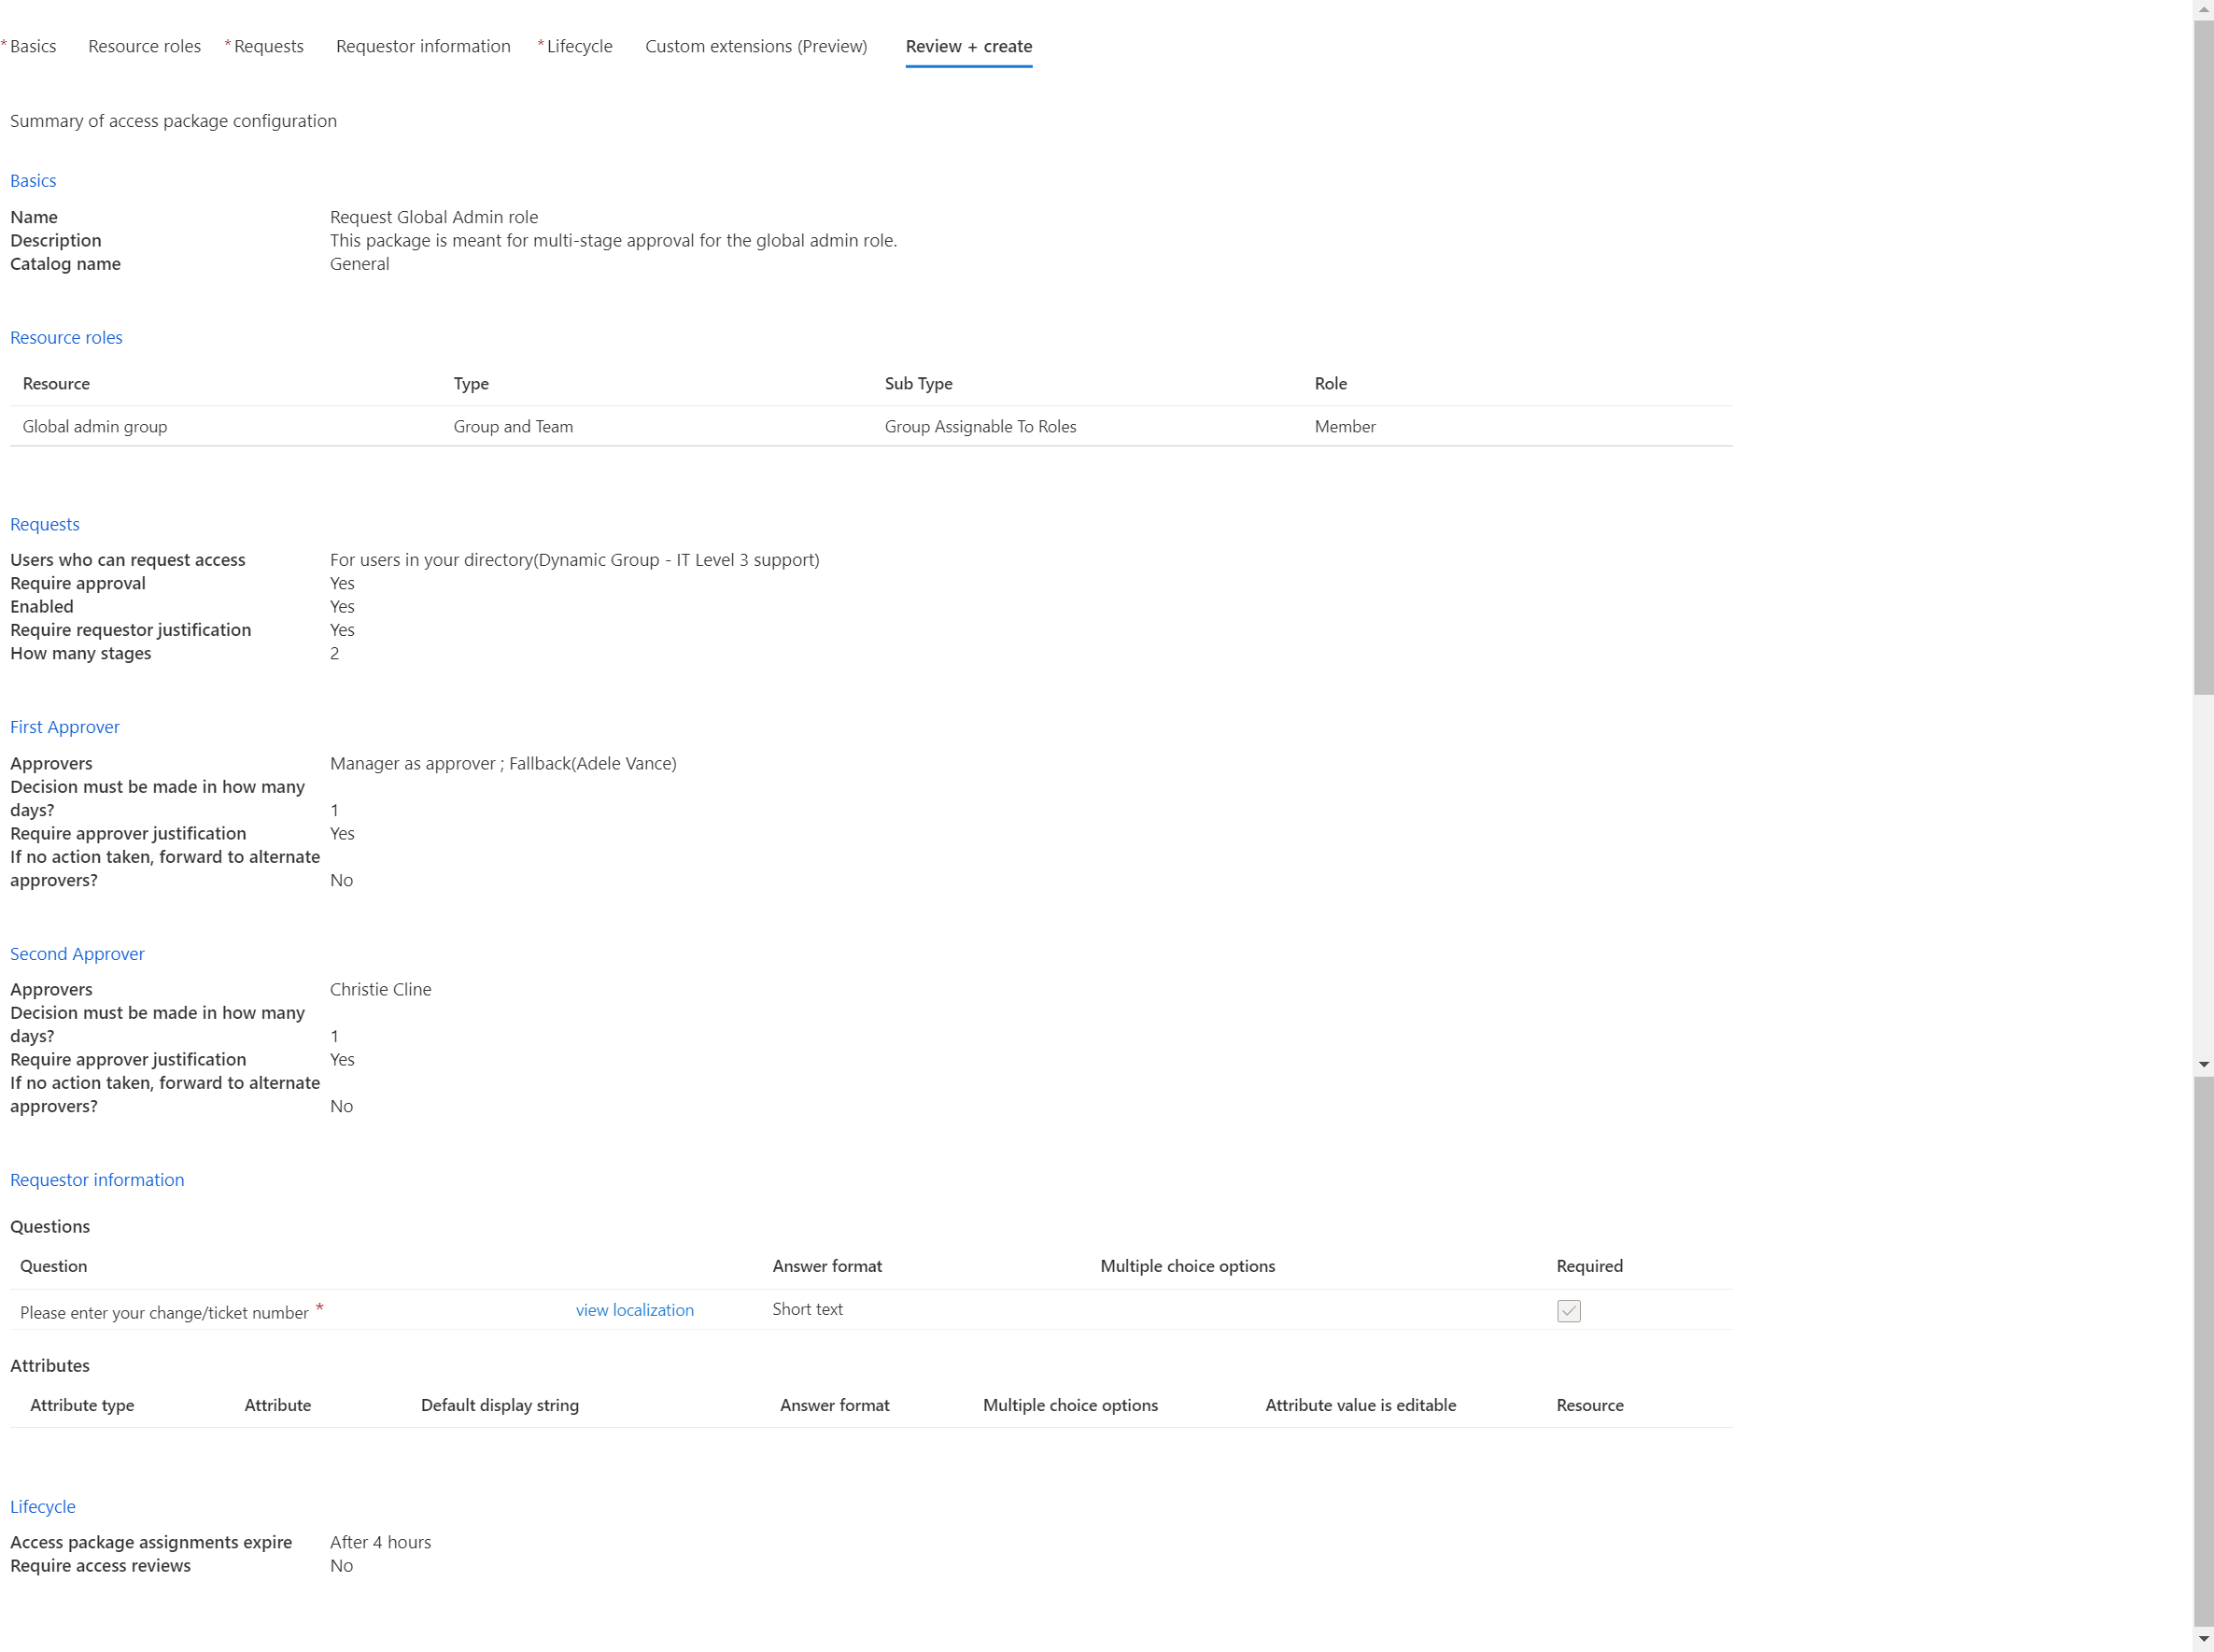 *Basics Resource roles *Requests Requestor information *Lifecycle Custom extensions (Preview) Review + create
Summary of access package configuration
Basics
Name Request Global Admin role
Description This package is meant for multi-stage approval for the global admin role.
Catalog name General
Resource roles
Resource Type Sub Type Role
Global admin group Group and Team Group Assignable To Roles Member
Requests
Users who can request access For users in your directory(Dynamic Group - IT Level 3 support)
Require approval Yes
Enabled Yes
Require requestor justification Yes
How many stages 2
First Approver
Approvers Manager as approver ; Fallback(Adele Vance)
Decision must be made in how many
days? 1
Require approver justification Yes
If no action taken, forward to alternate
approvers? No
Second Approver
Approvers Christie Cline
Decision must be made in how many
days? 1
Require approver justification Yes
If no action taken, forward to alternate
approvers? No
Requestor information
Questions
Question Answer format Multiple choice options Required
Please enter your change/ticket number * view localization Short text
Attributes
Attribute type Attribute Default display string Answer format Multiple choice options Attribute value is editable Resource
Lifecycle
Access package assignments expire After 4 hours
Require access reviews No